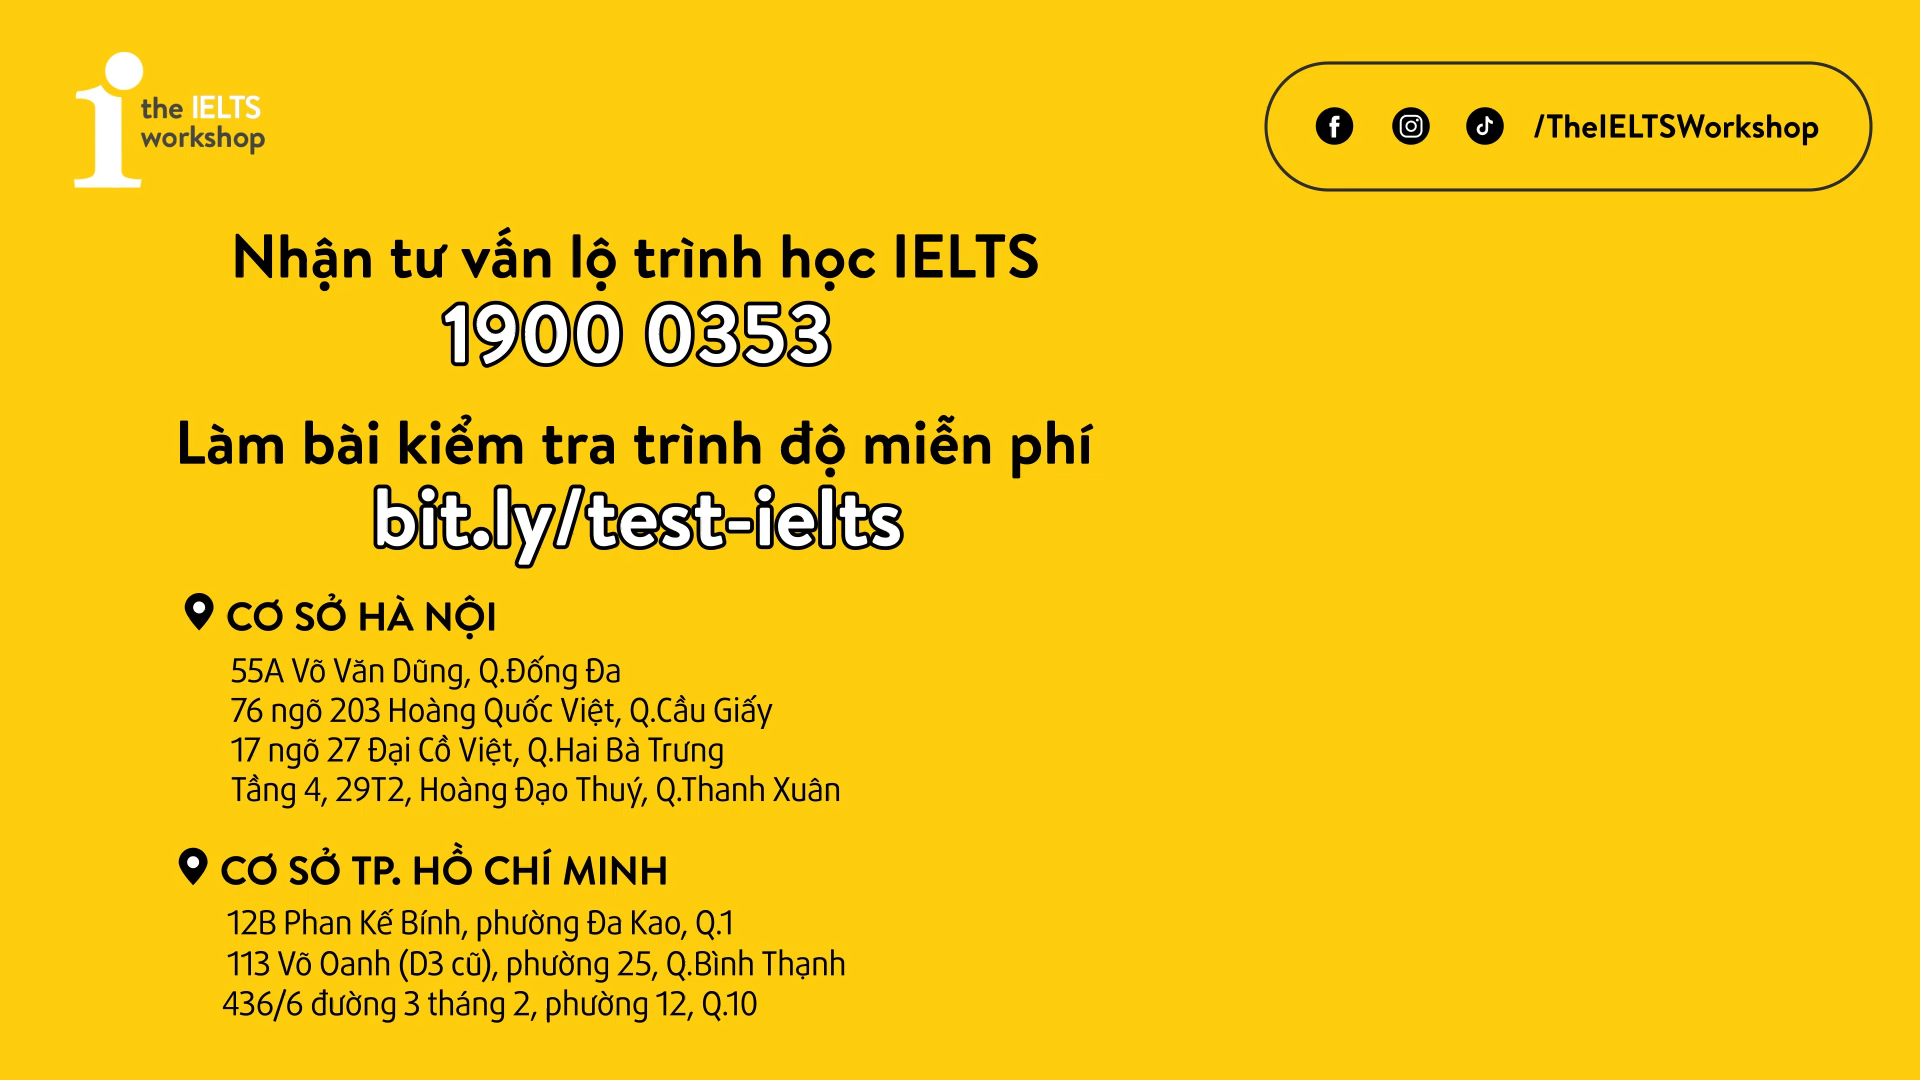 the IELTS
workshop
/TheIELTSWorkshop
Nhận tư vấn lộ trình học IELTS
1900 0353
Làm bài kiểm tra trình độ miễn phí
bit.ly/test-ielts
CƠ SỞ HÀ NỘI
55A Võ Văn Dũng, Q.Đống Đa
76 ngõ 203 Hoàng Quốc Việt, Q.Cầu Giấy
17 ngõ 27 Đại Cồ Việt, Q.Hai Bà Trưng
Tầng 4, 29T2, Hoàng Đạo Thuý, Q.Thanh Xuân
CƠ SỞ TP. HỒ CHÍ MINH
12B Phan Kế Bính, phường Đa Kao, Q.1
113 Võ Oanh (D3 cũ), phường 25, Q.Bình Thạnh
436/6 đường 3 tháng 2, phường 12, Q.10